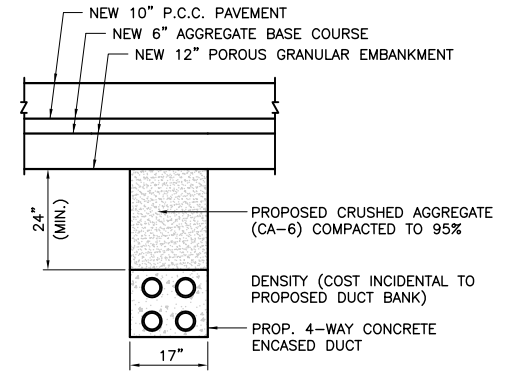 NEW 10" P.C.C. PAVEMENT
NEW 6" AGGREGATE BASE COURSE
NEW 12" POROUS GRANULAR EMBANKMENT
24"
(MIN.)
PROPOSED CRUSHED AGGREGATE
(CA-6) COMPACTED TO 95%
DENSITY (COST INCIDENTAL TO
PROPOSED DUCT BANK)
PROP. 4-WAY CONCRETE
ENCASED DUCT
17"